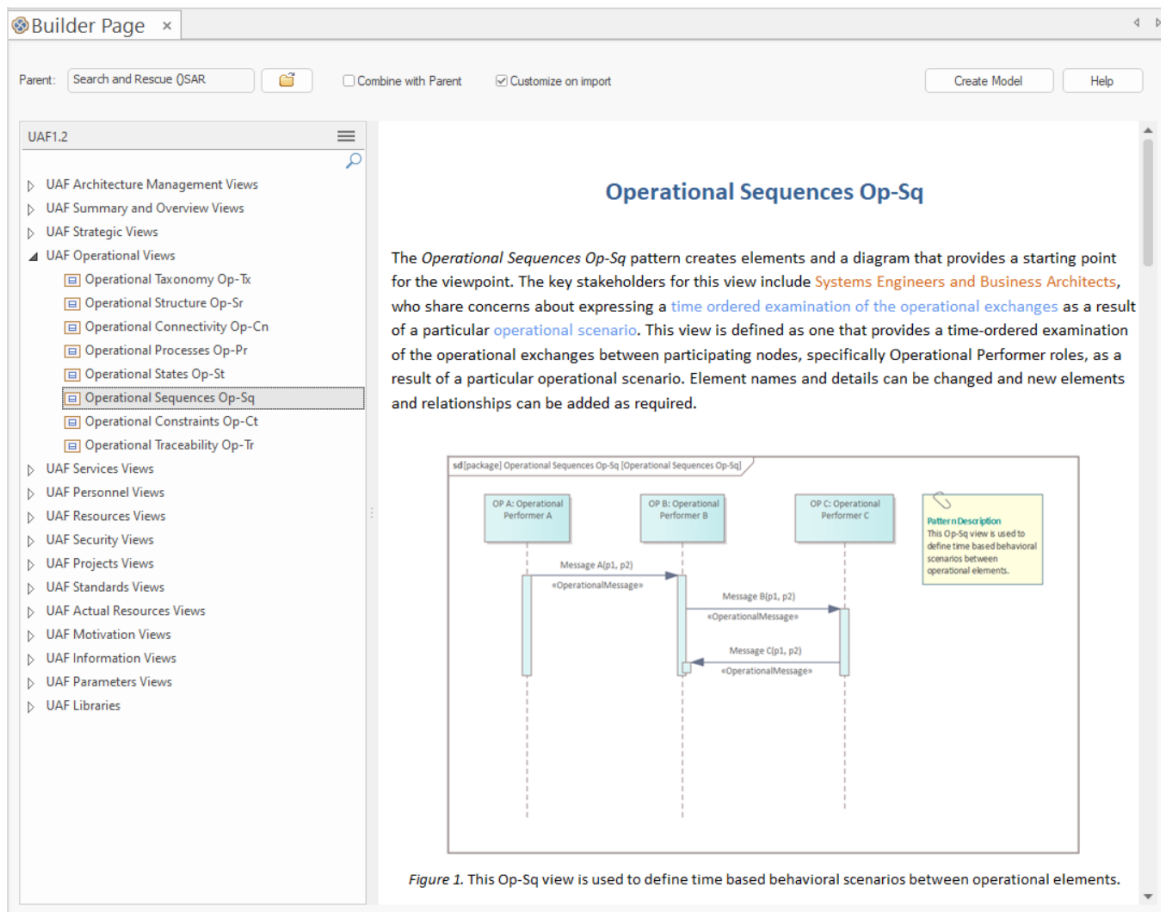 Builder Page ×
Parent: Search and Rescue ()SAR
Combine with Parent
Customize on import
Create Model
Help
UAF1.2
UAF Architecture Management Views
UAF Summary and Overview Views
UAF Strategic Views
UAF Operational Views
Operational Taxonomy Op-Tx
Operational Structure Op-Sr
Operational Connectivity Op-Cn
Operational Processes Op-Pr
Operational States Op-St
Operational Sequences Op-Sq
Operational Constraints Op-Ct
Operational Traceability Op-Tr
UAF Services Views
UAF Personnel Views
UAF Resources Views
UAF Security Views
UAF Projects Views
UAF Standards Views
UAF Actual Resources Views
UAF Motivation Views
UAF Information Views
UAF Parameters Views
UAF Libraries
Operational Sequences Op-Sq
The Operational Sequences Op-Sq pattern creates elements and a diagram that provides a starting point
for the viewpoint. The key stakeholders for this view include Systems Engineers and Business Architects,
who share concerns about expressing a time ordered examination of the operational exchanges as a result
of a particular operational scenario. This view is defined as one that provides a time-ordered examination
of the operational exchanges between participating nodes, specifically Operational Performer roles, as a
result of a particular operational scenario. Element names and details can be changed and new elements
and relationships can be added as required.
sd [package] Operational Sequences Op-Sq [Operational Sequences Op-Sq]
OP A: Operational
Performer A
OP B: Operational
Performer B
OP C: Operational
Performer C
Pattern Description
This Op-Sq view is used to
define time based behavioral
scenarios between
operational elements.
Message A(p1, p2)
«OperationalMessage»
Message B(p1, p2)
«OperationalMessage»
Message C(p1, p2)
«OperationalMessage»
Figure 1. This Op-Sq view is used to define time based behavioral scenarios between operational elements.